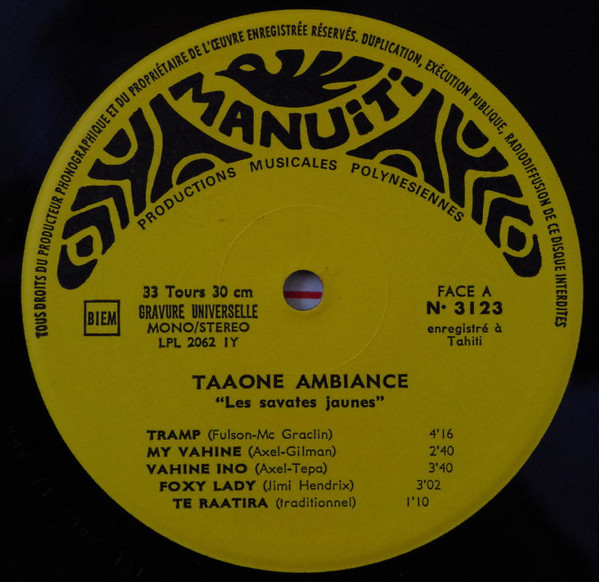 TOUS DROITS DU PRODUCTEUR PHONOGRAPHIQUE ET DU PROPRIÉTAIRE DE L'ŒUVRE ENREGISTRÉE RÉSERVÉS. DUPLICATION, EXÉCUTION PUBLIQUE, RADIODIFFUSION DE CE DISQUE INTERDITES
MANUiTi
PRODUCTIONS MUSICALES POLYNESIENNES
BIEM
33 Tours 30 cm
GRAVURE UNIVERSELLE
MONO/STEREO
LPL 2062 1Y
FACE A
N• 3123
enregistré à
Tahiti
TAAONE AMBIANCE
"Les savates jaunes"
TRAMP (Fulson-Mc Graclin) 4'16
MY VAHINE (Axel-Gilman) 2'40
VAHINE INO (Axel-Tepa) 3'40
FOXY LADY (Jimi Hendrix) 3'02
TE RAATIRA (traditionnel) 1'10